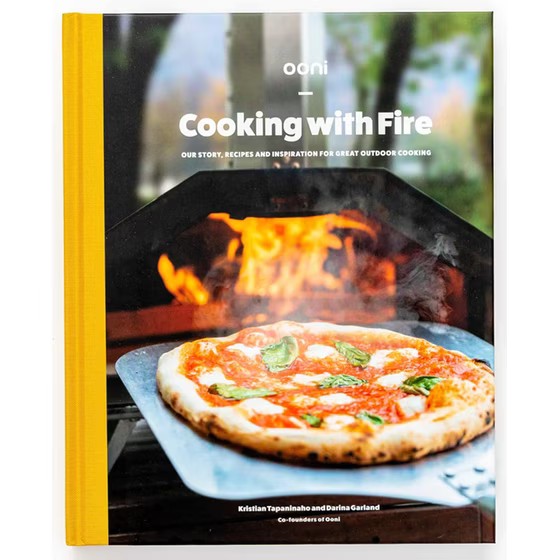 ooni
Cooking with Fire
OUR STORY, RECIPES AND INSPIRATION FOR GREAT OUTDOOR COOKING
Kristian Tapaninaho and Darina Garland
Co-founders of Ooni